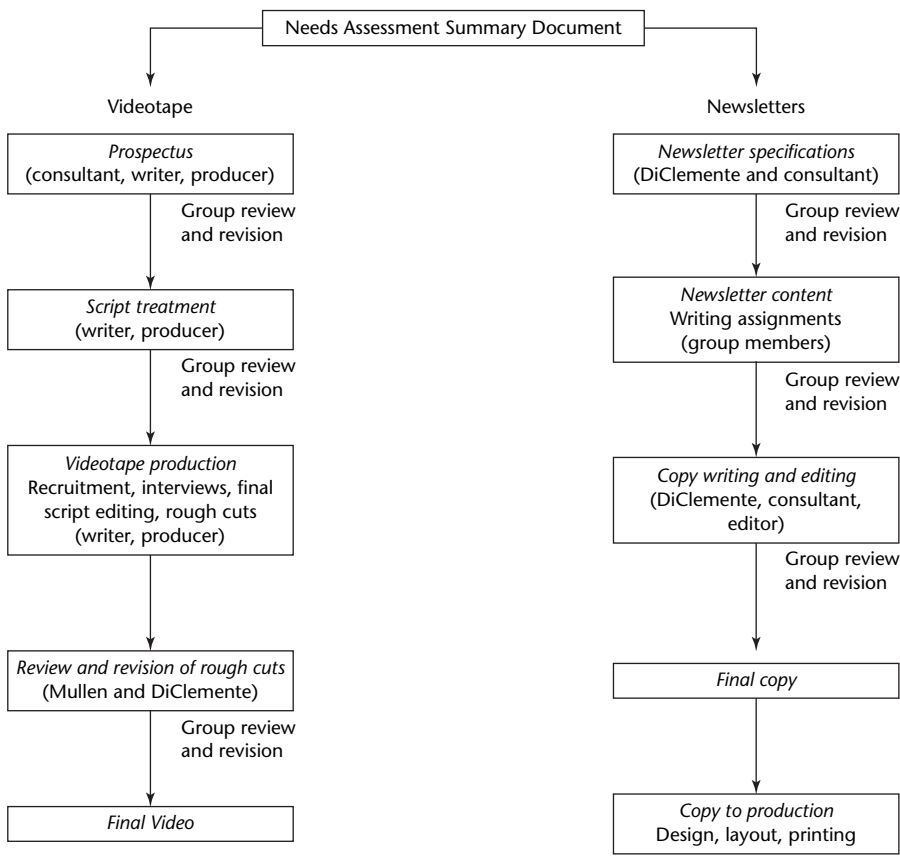 Needs Assessment Summary Document
Videotape
Prospectus
(consultant, writer, producer)
Group review
and revision
Script treatment
(writer, producer)
Group review
and revision
Videotape production
Recruitment, interviews, final
script editing, rough cuts
(writer, producer)
Review and revision of rough cuts
(Mullen and DiClemente)
Group review
and revision
Final Video
Newsletters
Newsletter specifications
(DiClemente and consultant)
Group review
and revision
Newsletter content
Writing assignments
(group members)
Group review
and revision
Copy writing and editing
(DiClemente, consultant,
editor)
Group review
and revision
Final copy
Copy to production
Design, layout, printing